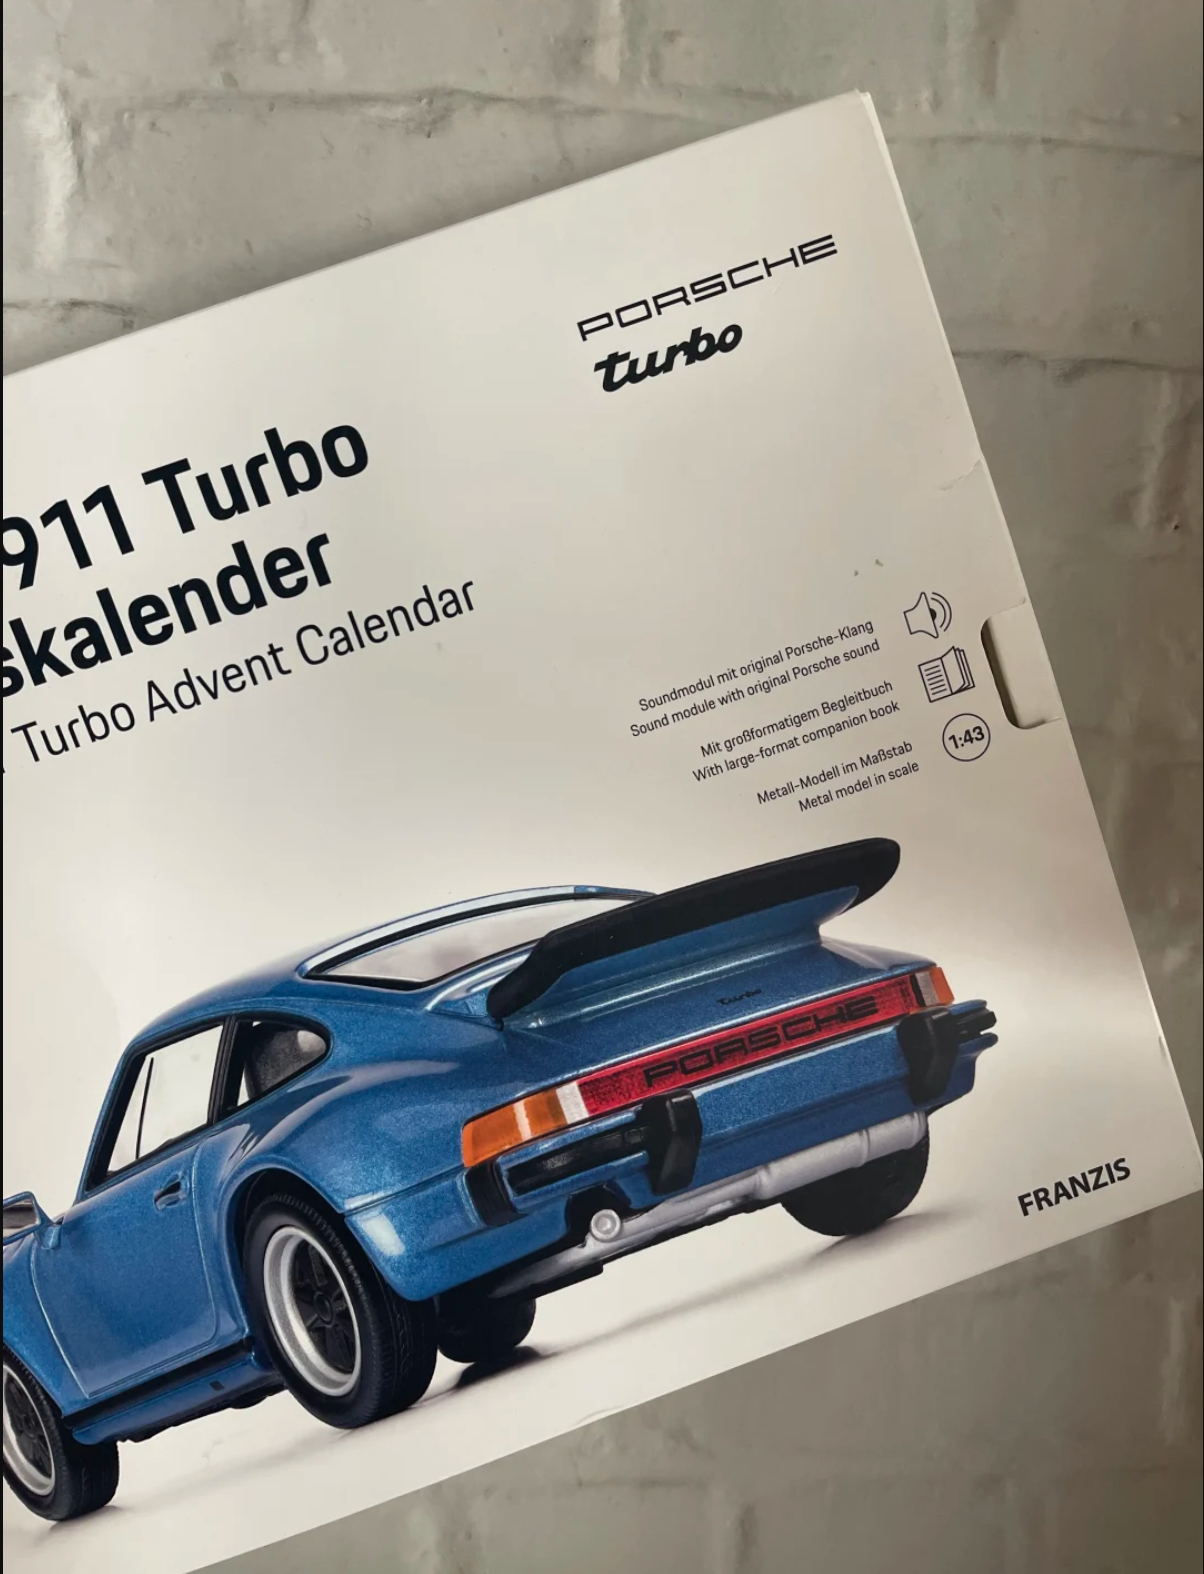 PORSCHE
turbo
911 Turbo
skalender
Turbo Advent Calendar
Soundmodul mit original Porsche-Klang
Sound module with original Porsche sound
Mit großformatigem Begleitbuch
With large-format companion book
1:43
Metall-Modell im Maßstab
Metal model in scale
Turbo
PORSCHE
FRANZIS